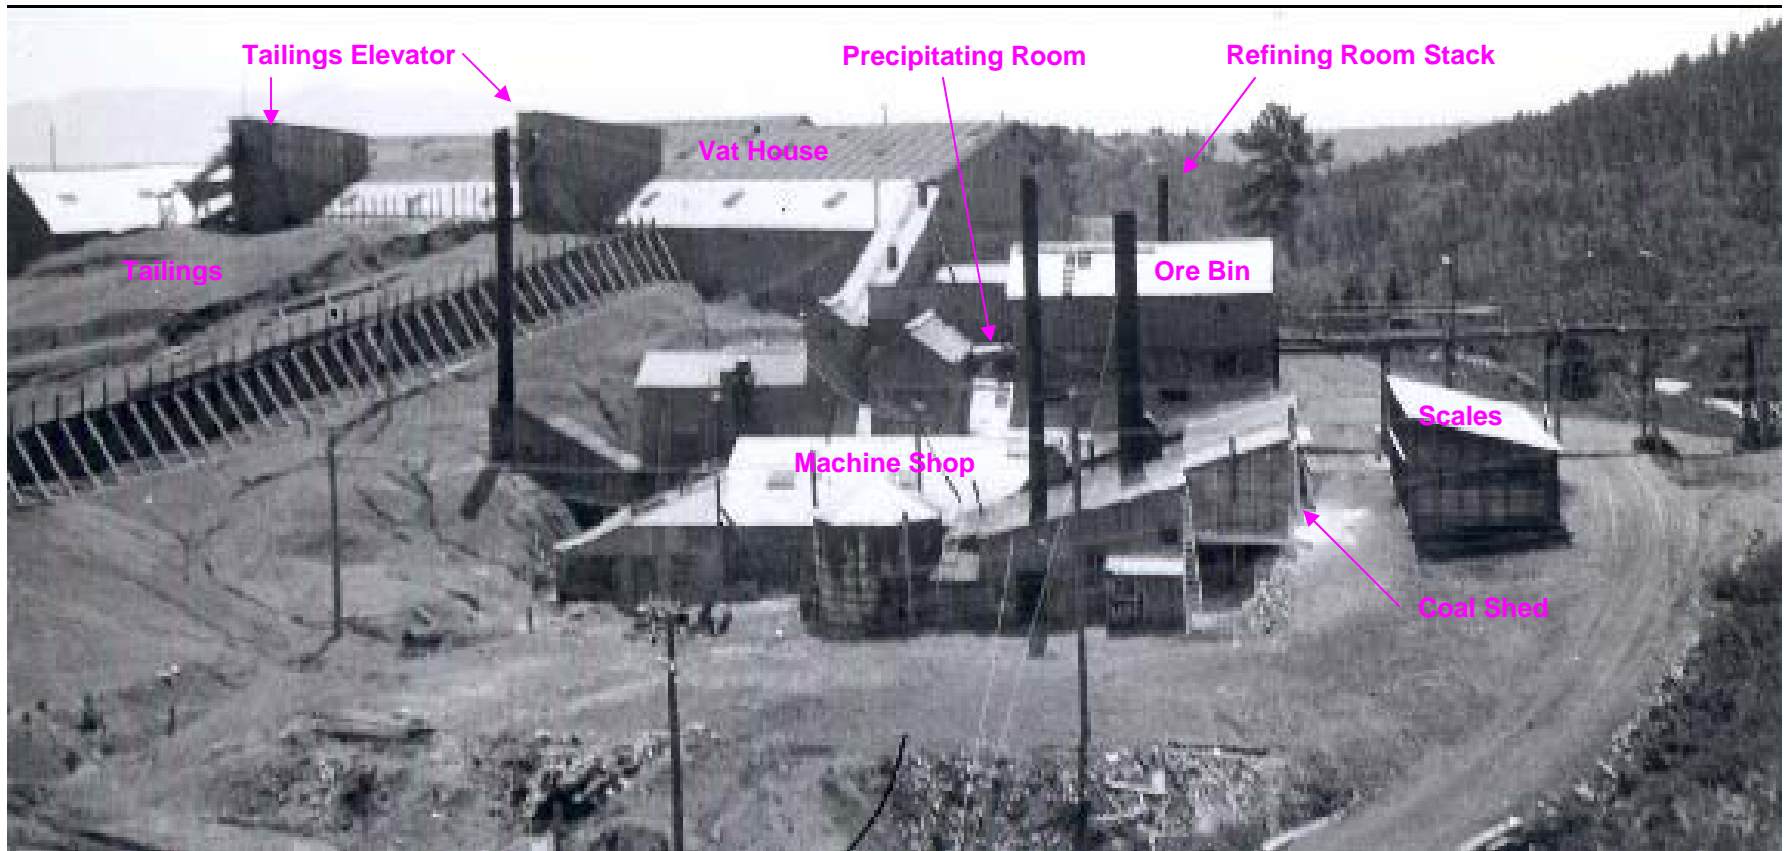 Tailings Elevator
Precipitating Room
Refining Room Stack
Vat House
Tailings
Ore Bin
Scales
Machine Shop
Coal Shed